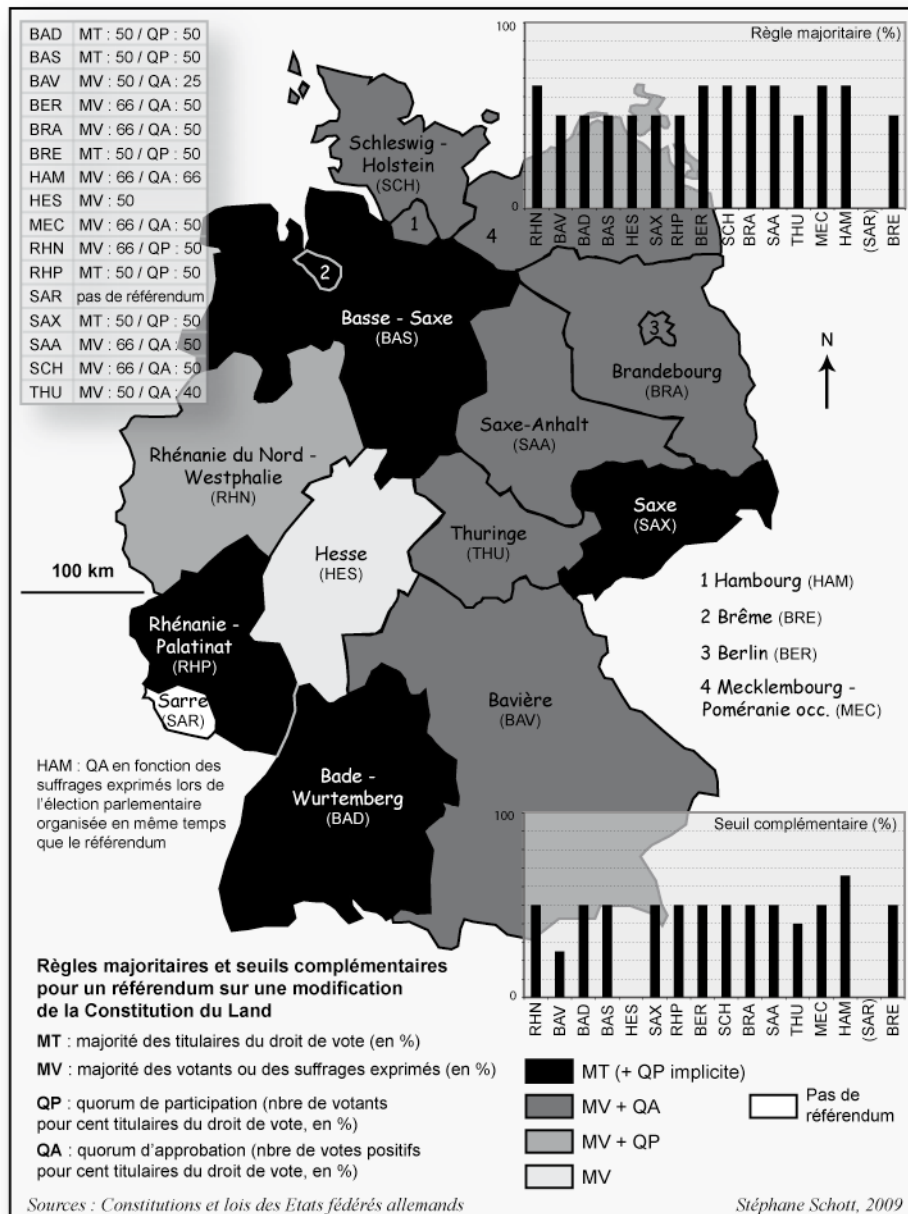 BAD MT : 50 / QP : 50
BAS MT : 50 / QP : 50
BAV MV : 50 / QA : 25
BER MV : 66 / QA : 50
BRA MV : 66 / QA : 50
BRE MT : 50 / QP : 50
HAM MV : 66 / QA : 66
HES MV : 50
MEC MV : 66 / QA : 50
RHN MV : 66 / QP : 50
RHP MT : 50 / QP : 50
SAR pas de référendum
SAX MT : 50 / QP : 50
SAA MV : 66 / QA : 50
SCH MV : 66 / QA : 50
THU MV : 50 / QA : 40
100
Règle majoritaire (%)
0
RHN BAV BAD BAS HES SAX RHP BER SCH BRA SAA THU MEC HAM (SAR) BRE
Schleswig -
Holstein
(SCH)
1
4
2
Basse - Saxe
(BAS)
3
Brandebourg
(BRA)
N
Saxe-Anhalt
(SAA)
Rhénanie du Nord -
Westphalie
(RHN)
Saxe
(SAX)
Thuringe
(THU)
Hesse
(HES)
100 km
1 Hambourg (HAM)
2 Brême (BRE)
3 Berlin (BER)
4 Mecklembourg -
Poméranie occ. (MEC)
Rhénanie -
Palatinat
(RHP)
Sarre
(SAR)
Bavière
(BAV)
Bade -
Wurtemberg
(BAD)
HAM : QA en fonction des
suffrages exprimés lors de
l'élection parlementaire
organisée en même temps
que le référendum
100
Seuil complémentaire (%)
0
RHN BAV BAD BAS HES SAX RHP BER SCH BRA SAA THU MEC HAM (SAR) BRE
Règles majoritaires et seuils complémentaires
pour un référendum sur une modification
de la Constitution du Land
MT : majorité des titulaires du droit de vote (en %)
MV : majorité des votants ou des suffrages exprimés (en %)
QP : quorum de participation (nbre de votants
pour cent titulaires du droit de vote, en %)
QA : quorum d'approbation (nbre de votes positifs
pour cent titulaires du droit de vote, en %)
MT (+ QP implicite)
MV + QA
MV + QP
MV
Pas de
référendum
Sources : Constitutions et lois des Etats fédérés allemands
Stéphane Schott, 2009